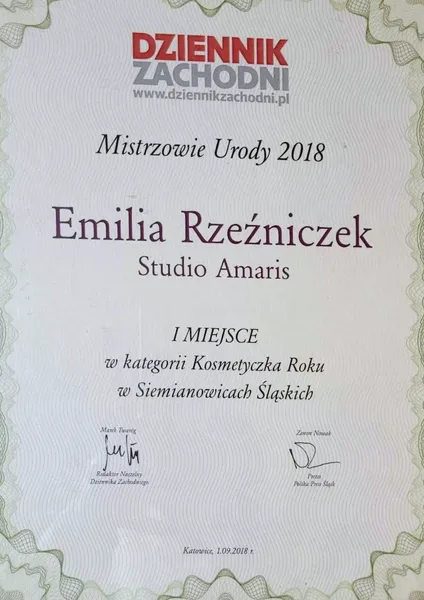 DZIENNIK
ZACHODNI
www.dziennikzachodni.pl
Mistrzowie Urody 2018
Emilia Rzeźniczek
Studio Amaris
I MIEJSCE
w kategorii Kosmetyczka Roku
w Siemianowicach Śląskich
Marek Twaróg
Redaktor Naczelny
Dziennika Zachodniego
Zenon Nowak
Prezes
Polska Press Śląsk
Katowice, 1.09.2018 r.